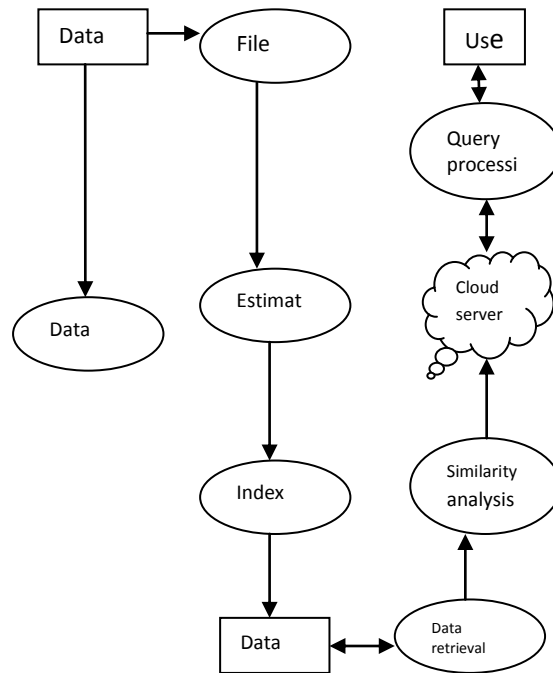 Data
File
Use
Query
processi
Cloud
server
Estimat
Data
Similarity
analysis
Index
Data
Data
retrieval